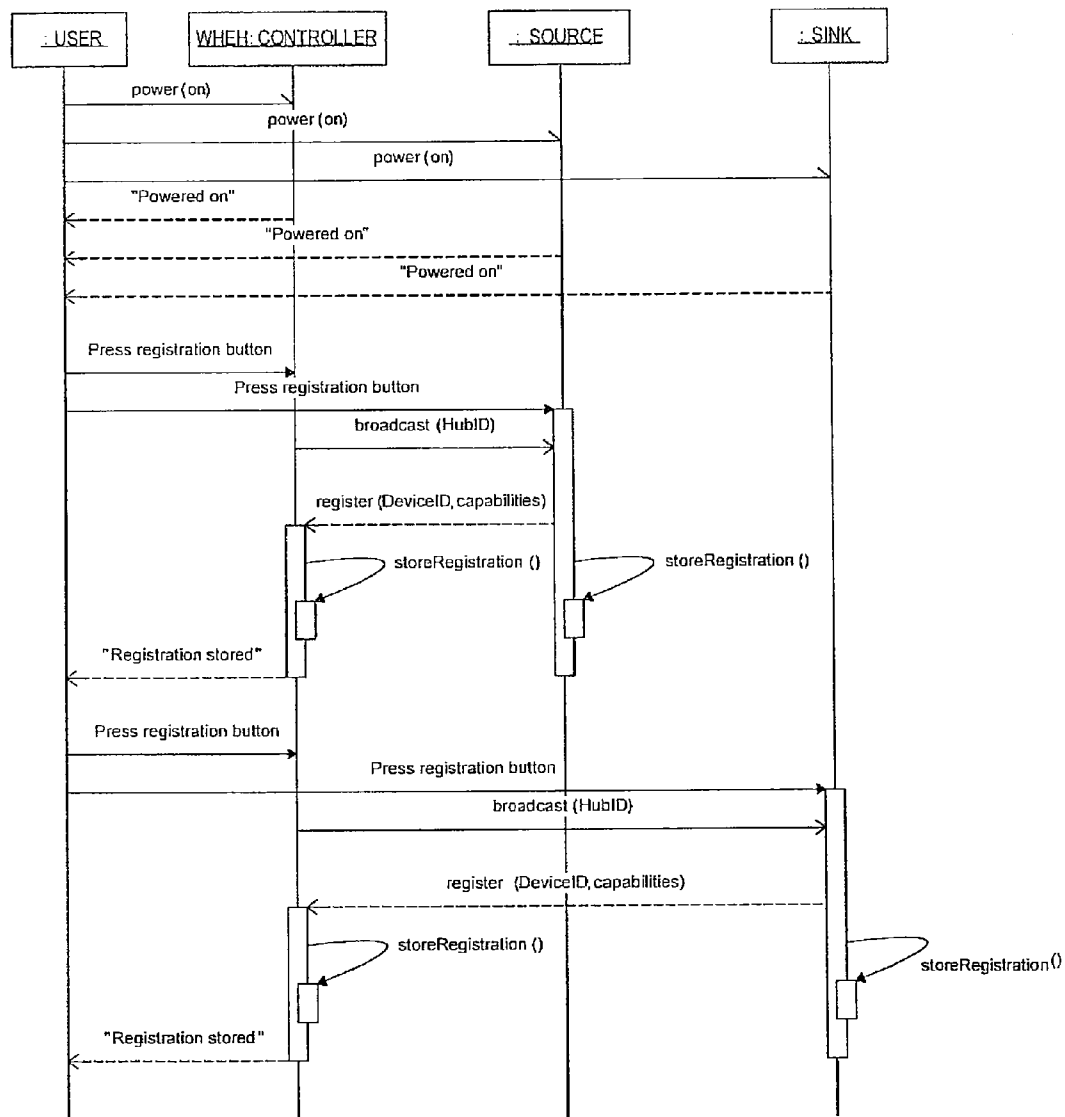 : USER
WHEH: CONTROLLER
: SOURCE
: SINK
power (on)
power (on)
power (on)
"Powered on"
"Powered on"
"Powered on"
Press registration button
Press registration button
broadcast (HubID)
register (DeviceID, capabilities)
storeRegistration ()
storeRegistration ()
"Registration stored"
Press registration button
Press registration button
broadcast (HubID)
register (DeviceID, capabilities)
storeRegistration ()
storeRegistration ()
"Registration stored"